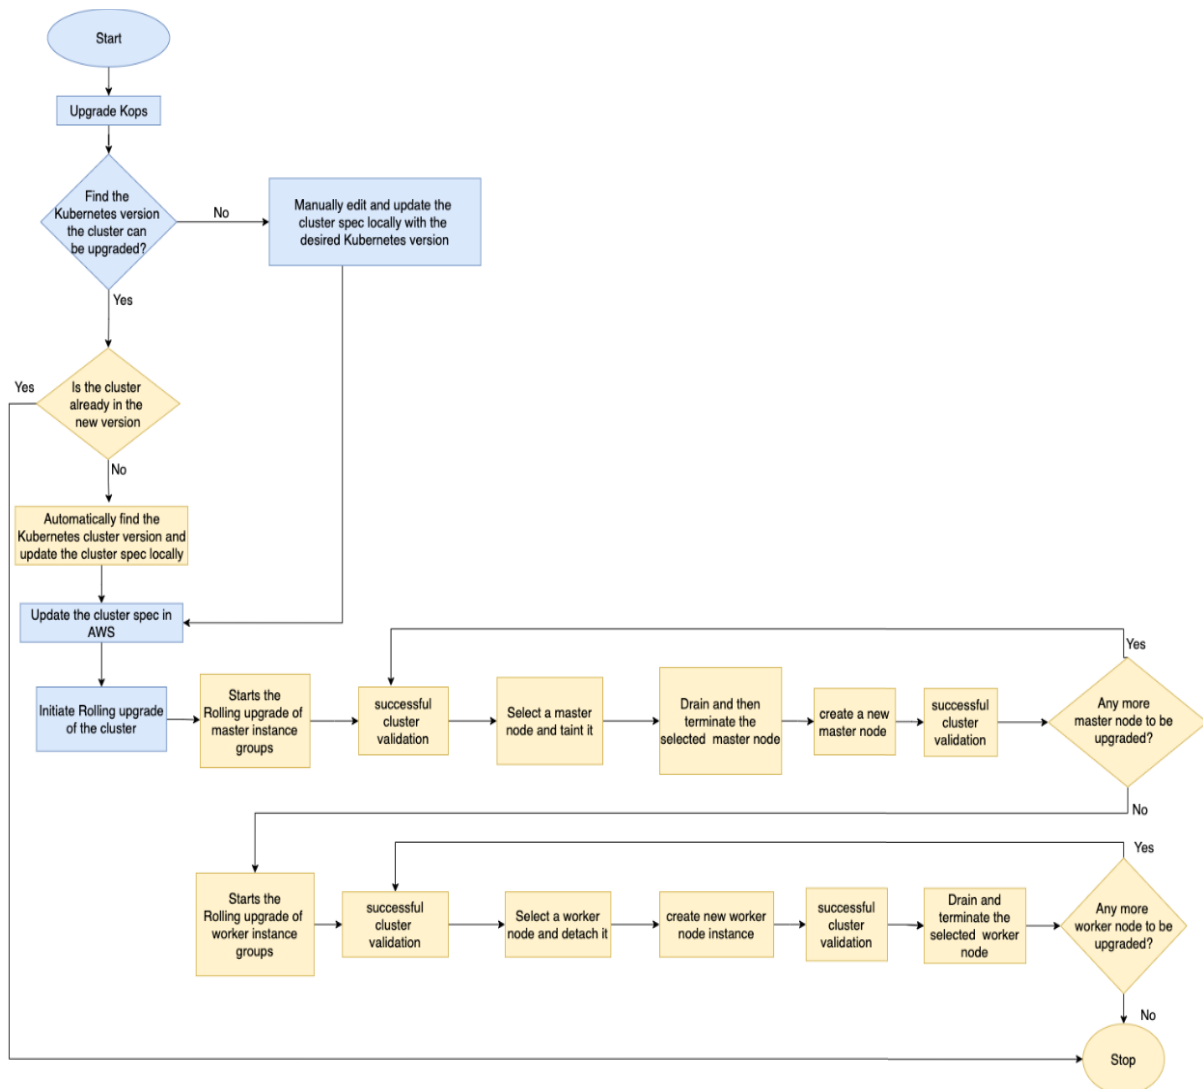 Start
Upgrade Kops
Find the
Kubernetes version
the cluster can
be upgraded?
No
Manually edit and update the
cluster spec locally with the
desired Kubernetes version
Yes
Yes
Is the cluster
already in the
new version
No
Automatically find the
Kubernetes cluster version and
update the cluster spec locally
Update the cluster spec in
AWS
Initiate Rolling upgrade
of the cluster
Starts the
Rolling upgrade of
master instance
groups
successful
cluster
validation
Select a master
node and taint it
Drain and then
terminate the
selected master node
create a new
master node
successful
cluster
validation
Any more
master node to be
upgraded?
Yes
No
Starts the
Rolling upgrade of
worker instance
groups
successful
cluster
validation
Select a worker
node and detach it
create new worker
node instance
successful
cluster
validation
Drain and
terminate the
selected worker
node
Any more
worker node to be
upgraded?
Yes
No
Stop